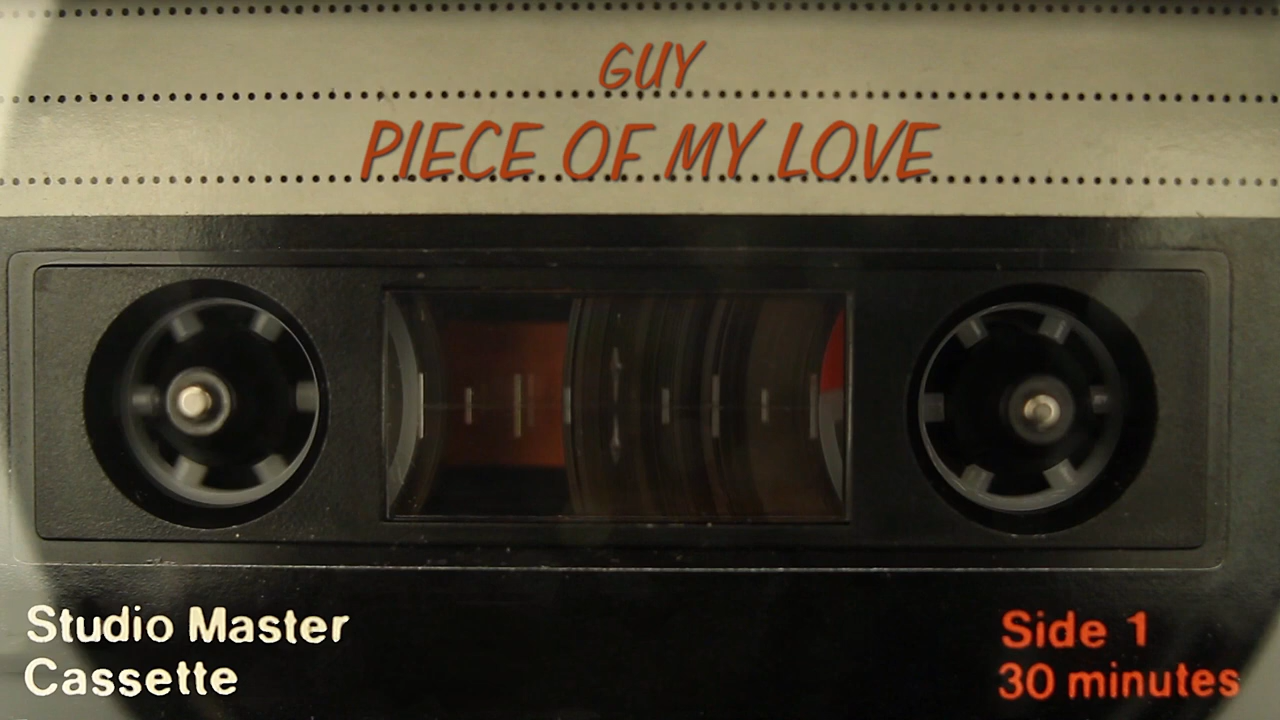 GUY
PIECE OF MY LOVE
Studio Master
Cassette
Side 1
30 minutes